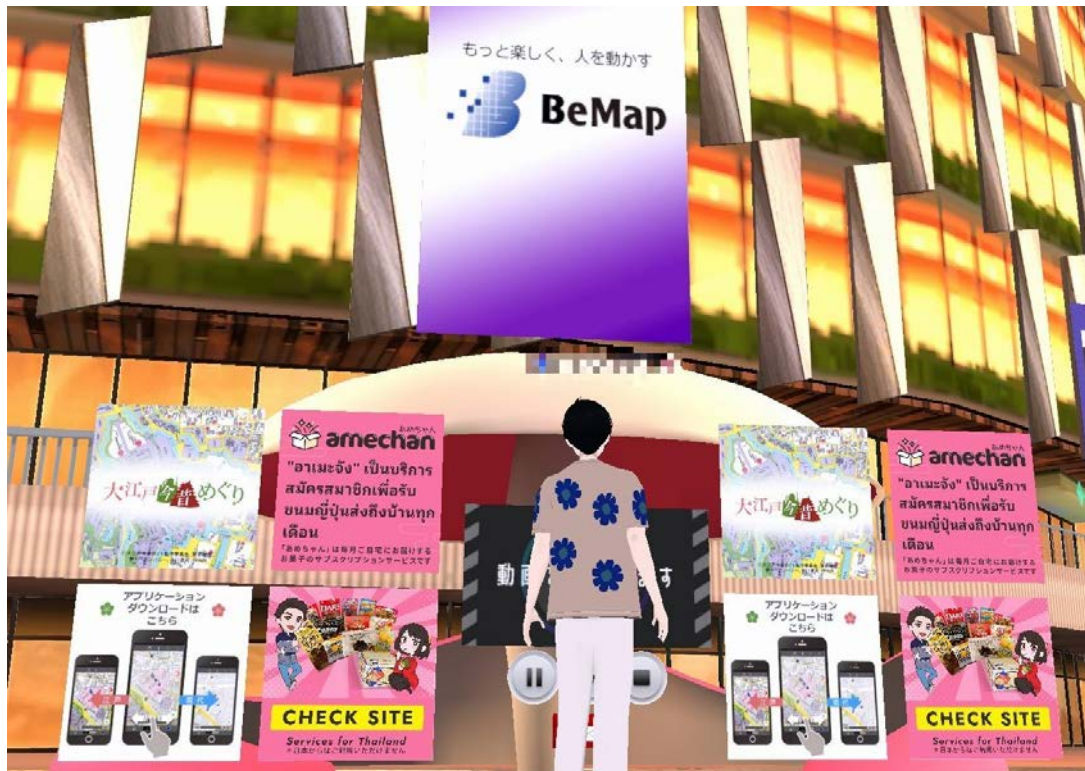 もっと楽しく、人を動かす
BeMap
大江戸今昔めぐり
あめちゃん
amechan
"อาเมะจัง" เป็นบริการ
สมัครสมาชิกเพื่อรับ
ขนมญี่ปุ่นส่งถึงบ้านทุก
เดือน
「あめちゃん」は毎月ご自宅にお届けする
お菓子のサブスクリプションサービスです
アプリケーション
ダウンロードは
こちら
CHECK SITE
Services for Thailand
*日本からはご利用いただけません
動画
す
大江戸今昔めぐり
あめちゃん
amechan
"อาเมะจัง" เป็นบริการ
สมัครสมาชิกเพื่อรับ
ขนมญี่ปุ่นส่งถึงบ้านทุก
เดือน
「あめちゃん」は毎月ご自宅にお届けする
お菓子のサブスクリプションサービスです
アプリケーション
ダウンロードは
こちら
CHECK SITE
Services for Thailand
*日本からはご利用いただけません